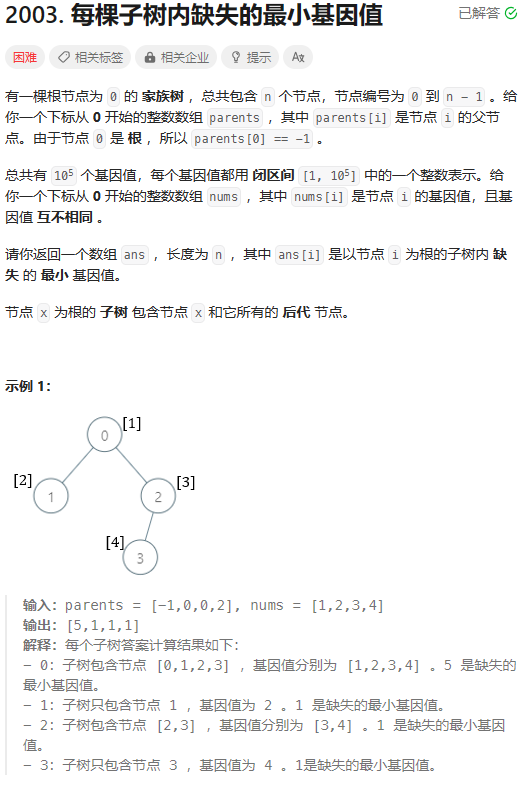 2003. 每棵子树内缺失的最小基因值
已解答
困难 相关标签 相关企业 提示 Aあ
有一棵根节点为 0 的 家族树 ，总共包含 n 个节点，节点编号为 0 到 n - 1 。给
你一个下标从 0 开始的整数数组 parents ，其中 parents[i] 是节点 i 的父节
点。由于节点 0 是 根 ，所以 parents[0] == -1 。
总共有 10⁵ 个基因值，每个基因值都用 闭区间 [1, 10⁵] 中的一个整数表示。给
你一个下标从 0 开始的整数数组 nums ，其中 nums[i] 是节点 i 的基因值，且基
因值 互不相同 。
请你返回一个数组 ans ，长度为 n ，其中 ans[i] 是以节点 i 为根的子树内 缺
失 的 最小 基因值。
节点 x 为根的 子树 包含节点 x 和它所有的 后代 节点。
示例 1：
[1]
0
[2]
1
2
[3]
[4]
3
输入：parents = [-1,0,0,2], nums = [1,2,3,4]
输出：[5,1,1,1]
解释：每个子树答案计算结果如下：
- 0：子树包含节点 [0,1,2,3] ，基因值分别为 [1,2,3,4] 。5 是缺失的
最小基因值。
- 1：子树只包含节点 1 ，基因值为 2 。1 是缺失的最小基因值。
- 2：子树包含节点 [2,3] ，基因值分别为 [3,4] 。1 是缺失的最小基因
值。
- 3：子树只包含节点 3 ，基因值为 4 。1是缺失的最小基因值。